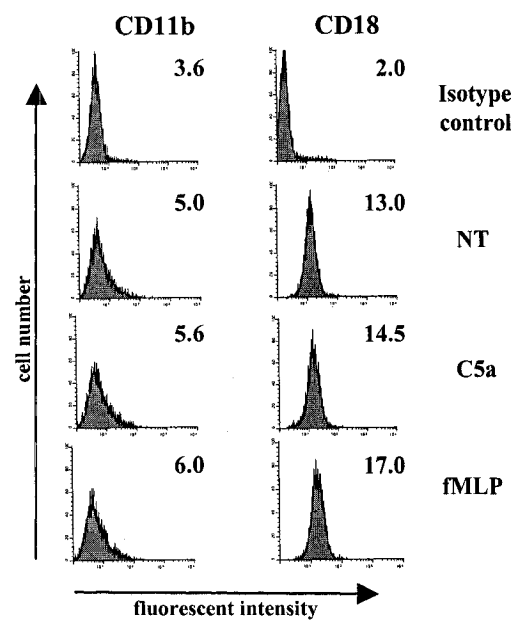 CD11b CD18
3.6 2.0 Isotype control
5.0 13.0 NT
5.6 14.5 C5a
6.0 17.0 fMLP
cell number
fluorescent intensity